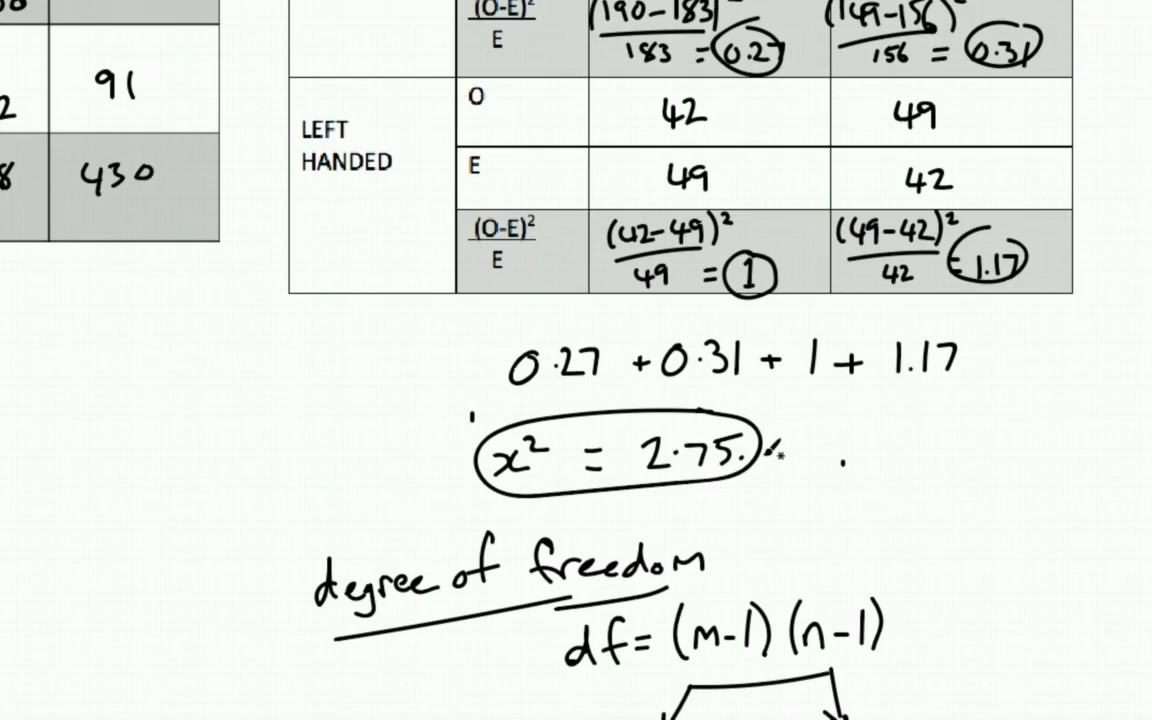 (O-E)²
E
(190-183)
183 = 0.27
(149-156)²
156 = 0.31
91
430
LEFT
HANDED
O
42
49
E
49
42
(O-E)²
E
(42-49)²
49 = 1
(49-42)²
42 = 1.17
0.27 + 0.31 + 1 + 1.17
x² = 2.75.
degree of freedom
df = (m-1) (n-1)